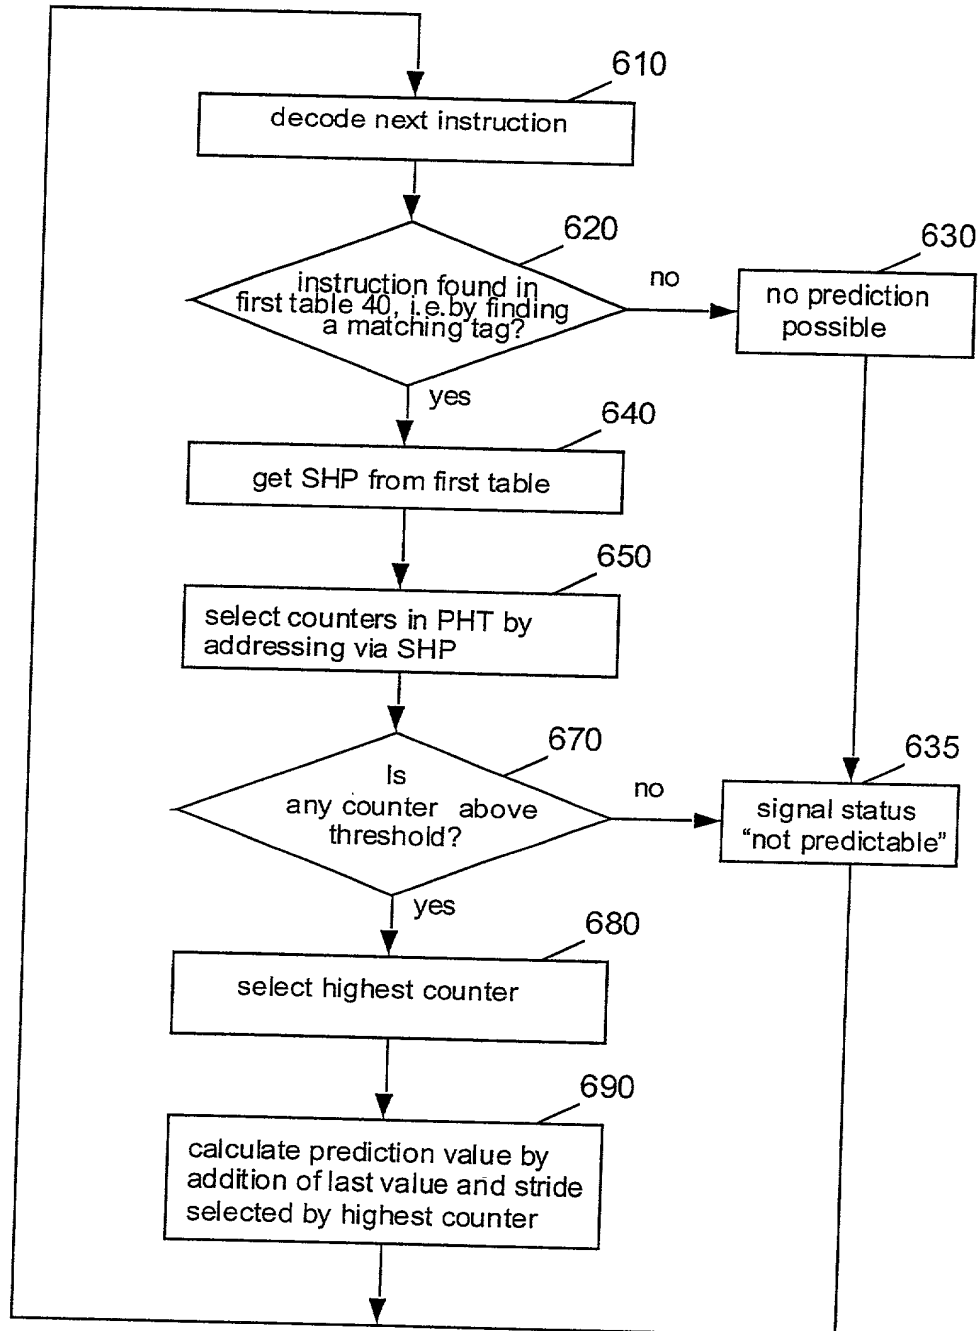 610
decode next instruction
620
instruction found in
first table 40, i.e.by finding
a matching tag?
no
630
no prediction
possible
yes
640
get SHP from first table
650
select counters in PHT by
addressing via SHP
670
Is
any counter above
threshold?
no
635
signal status
“not predictable”
yes
680
select highest counter
690
calculate prediction value by
addition of last value and stride
selected by highest counter